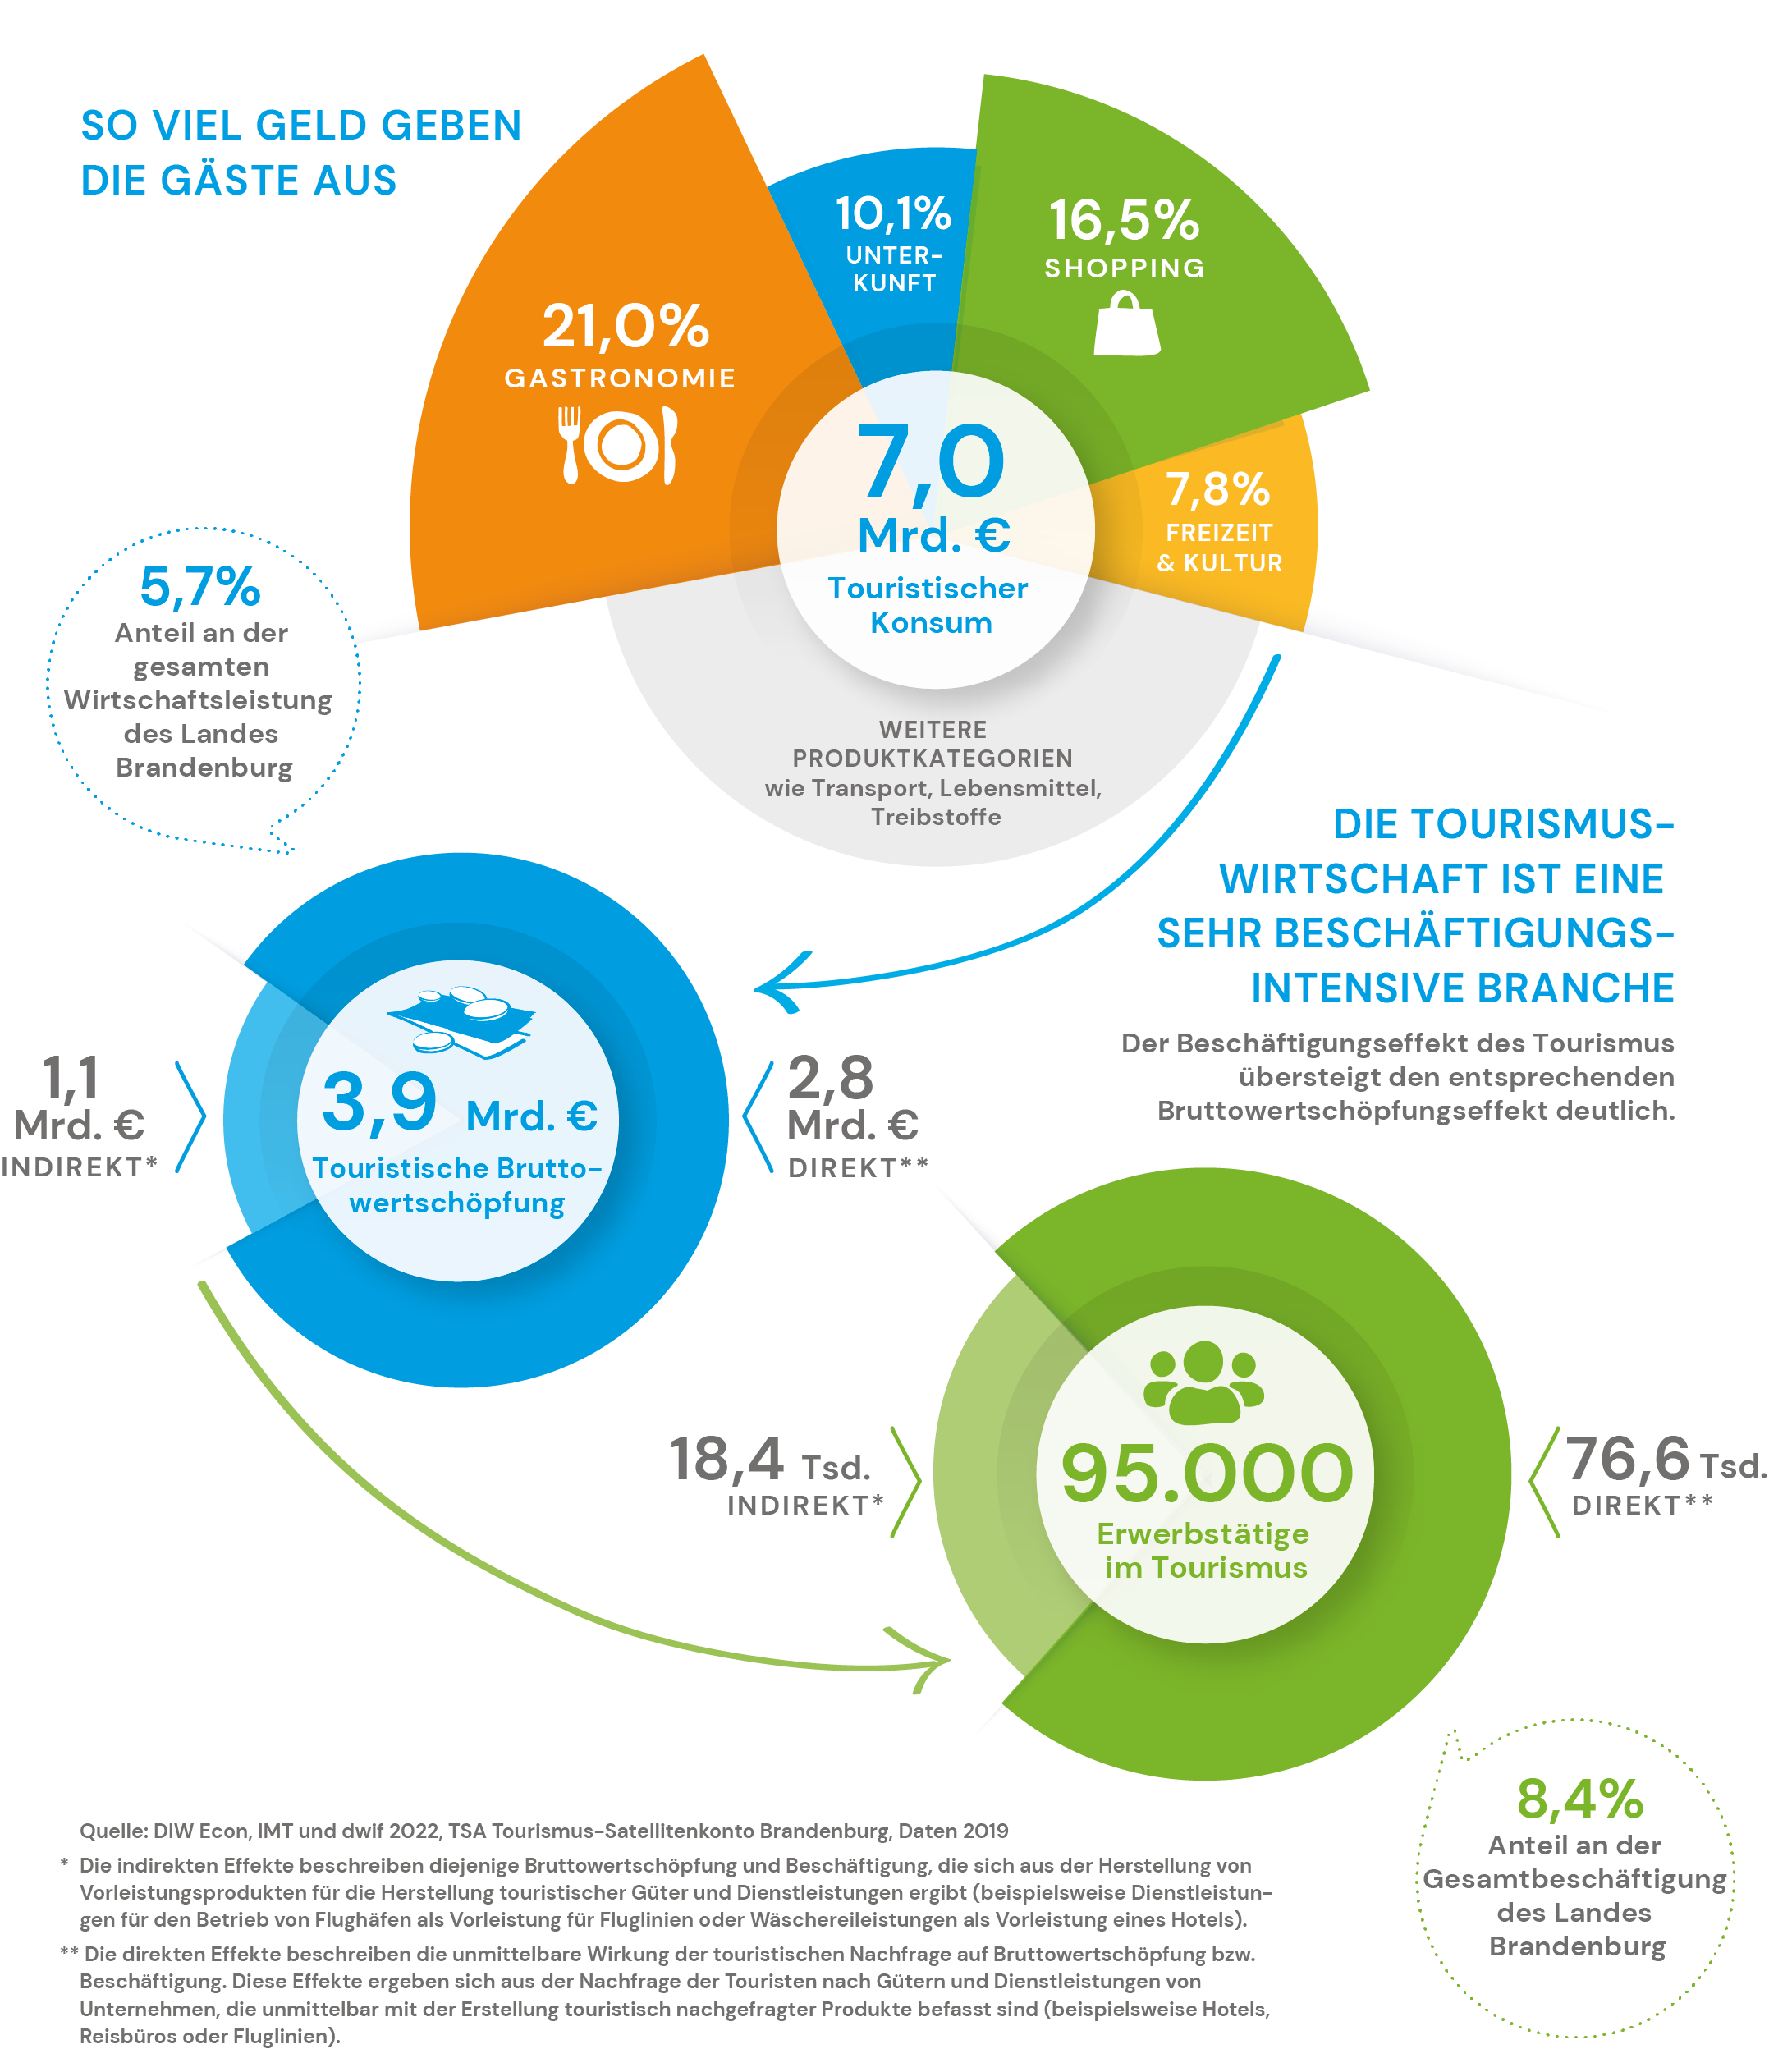 SO VIEL GELD GEBEN
DIE GÄSTE AUS
21,0%
GASTRONOMIE
10,1%
UNTER-
KUNFT
16,5%
SHOPPING
7,8%
FREIZEIT
& KULTUR
7,0
Mrd. €
Touristischer
Konsum
WEITERE
PRODUKTKATEGORIEN
wie Transport, Lebensmittel,
Treibstoffe
5,7%
Anteil an der
gesamten
Wirtschaftsleistung
des Landes
Brandenburg
DIE TOURISMUS-
WIRTSCHAFT IST EINE
SEHR BESCHÄFTIGUNGS-
INTENSIVE BRANCHE
Der Beschäftigungseffekt des Tourismus
übersteigt den entsprechenden
Bruttowertschöpfungseffekt deutlich.
1,1
Mrd. €
INDIREKT*
3,9 Mrd. €
Touristische Brutto-
wertschöpfung
2,8
Mrd. €
DIREKT**
18,4 Tsd.
INDIREKT*
95.000
Erwerbstätige
im Tourismus
76,6 Tsd.
DIREKT**
8,4%
Anteil an der
Gesamtbeschäftigung
des Landes
Brandenburg
Quelle: DIW Econ, IMT und dwif 2022, TSA Tourismus-Satellitenkonto Brandenburg, Daten 2019
* Die indirekten Effekte beschreiben diejenige Bruttowertschöpfung und Beschäftigung, die sich aus der Herstellung von
Vorleistungsprodukten für die Herstellung touristischer Güter und Dienstleistungen ergibt (beispielsweise Dienstleistun-
gen für den Betrieb von Flughäfen als Vorleistung für Fluglinien oder Wäschereileistungen als Vorleistung eines Hotels).
** Die direkten Effekte beschreiben die unmittelbare Wirkung der touristischen Nachfrage auf Bruttowertschöpfung bzw.
Beschäftigung. Diese Effekte ergeben sich aus der Nachfrage der Touristen nach Gütern und Dienstleistungen von
Unternehmen, die unmittelbar mit der Erstellung touristisch nachgefragter Produkte befasst sind (beispielsweise Hotels,
Reisbüros oder Fluglinien).